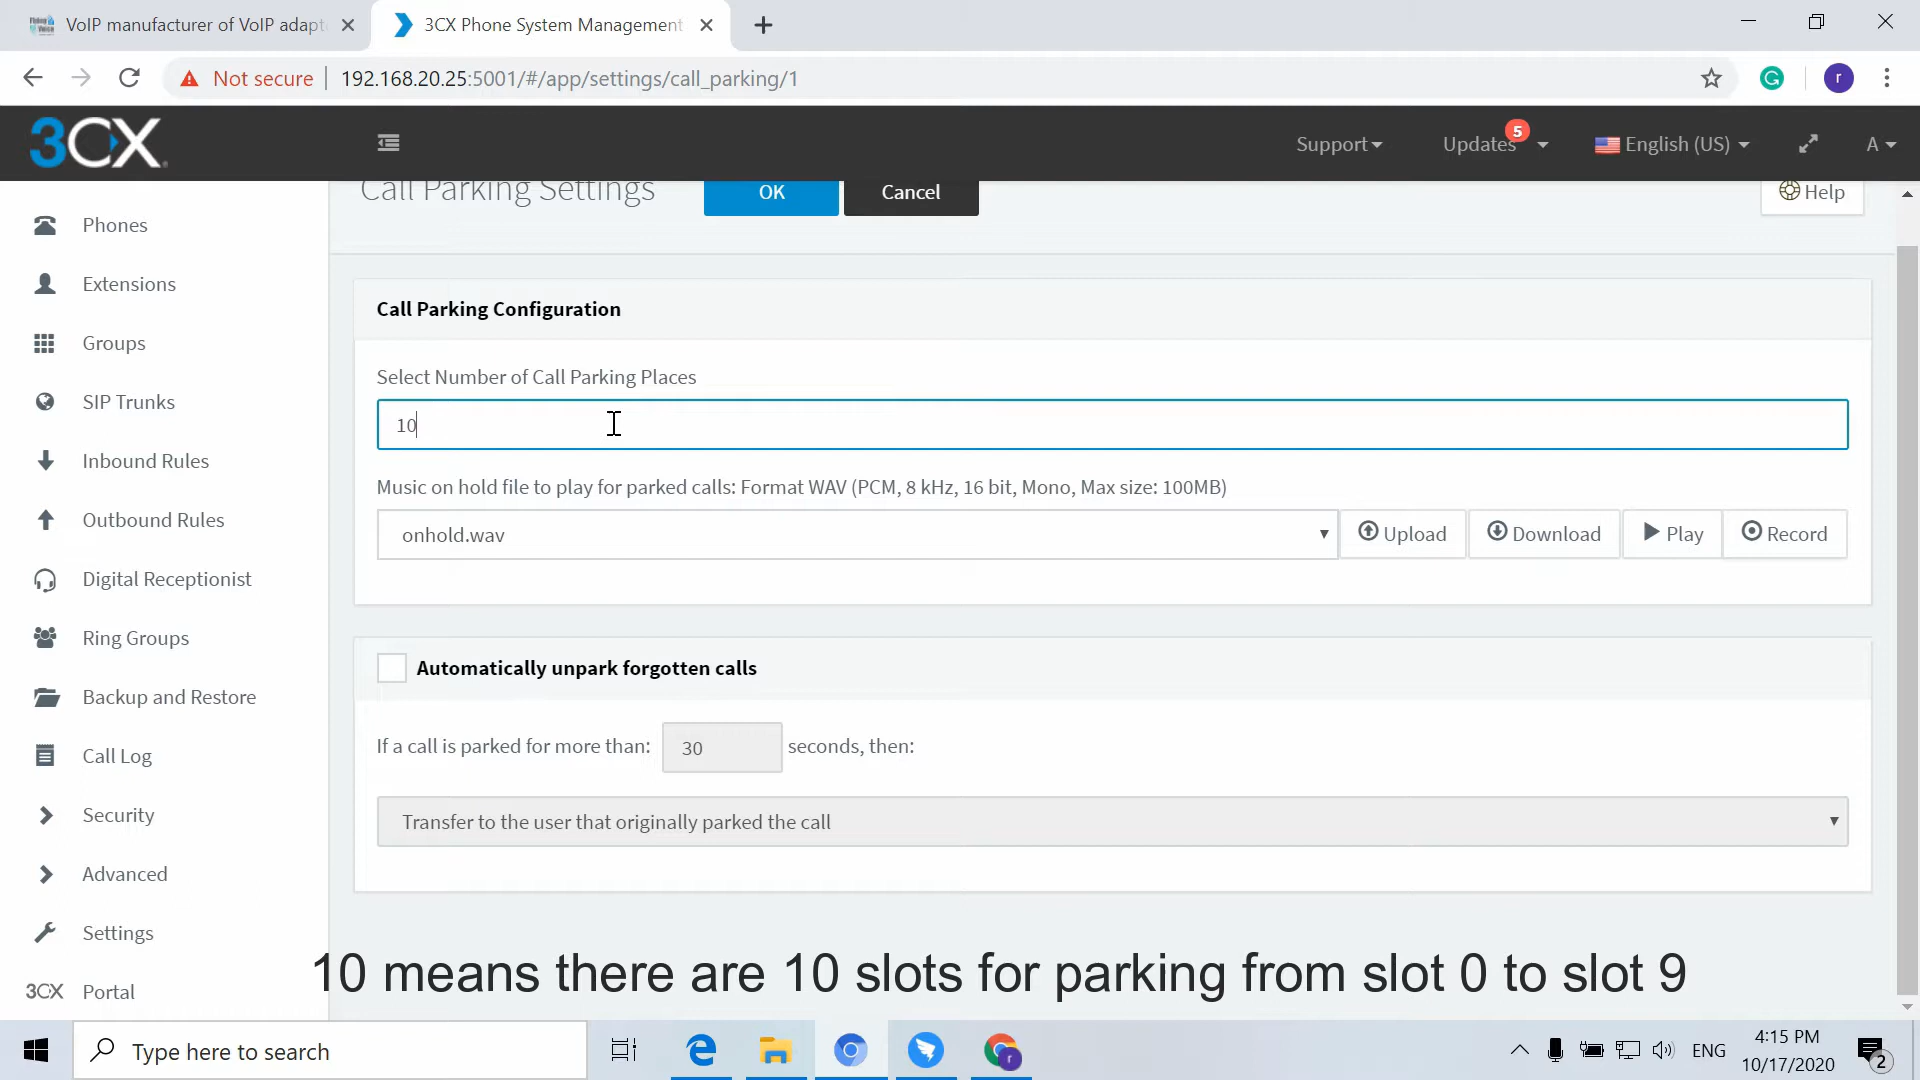 VoIP manufacturer of VoIP adapt
3CX Phone System Management
Not secure
192.168.20.25:5001/#/app/settings/call_parking/1
r
3CX
Support
Updates
5
English (US)
A
Phones
Extensions
Groups
SIP Trunks
Inbound Rules
Outbound Rules
Digital Receptionist
Ring Groups
Backup and Restore
Call Log
Security
Advanced
Settings
3CX Portal
Call Parking Settings
OK
Cancel
Help
Call Parking Configuration
Select Number of Call Parking Places
10
Music on hold file to play for parked calls: Format WAV (PCM, 8 kHz, 16 bit, Mono, Max size: 100MB)
onhold.wav
Upload
Download
Play
Record
Automatically unpark forgotten calls
If a call is parked for more than: 30 seconds, then:
Transfer to the user that originally parked the call
10 means there are 10 slots for parking from slot 0 to slot 9
Type here to search
r
ENG
4:15 PM
10/17/2020
2